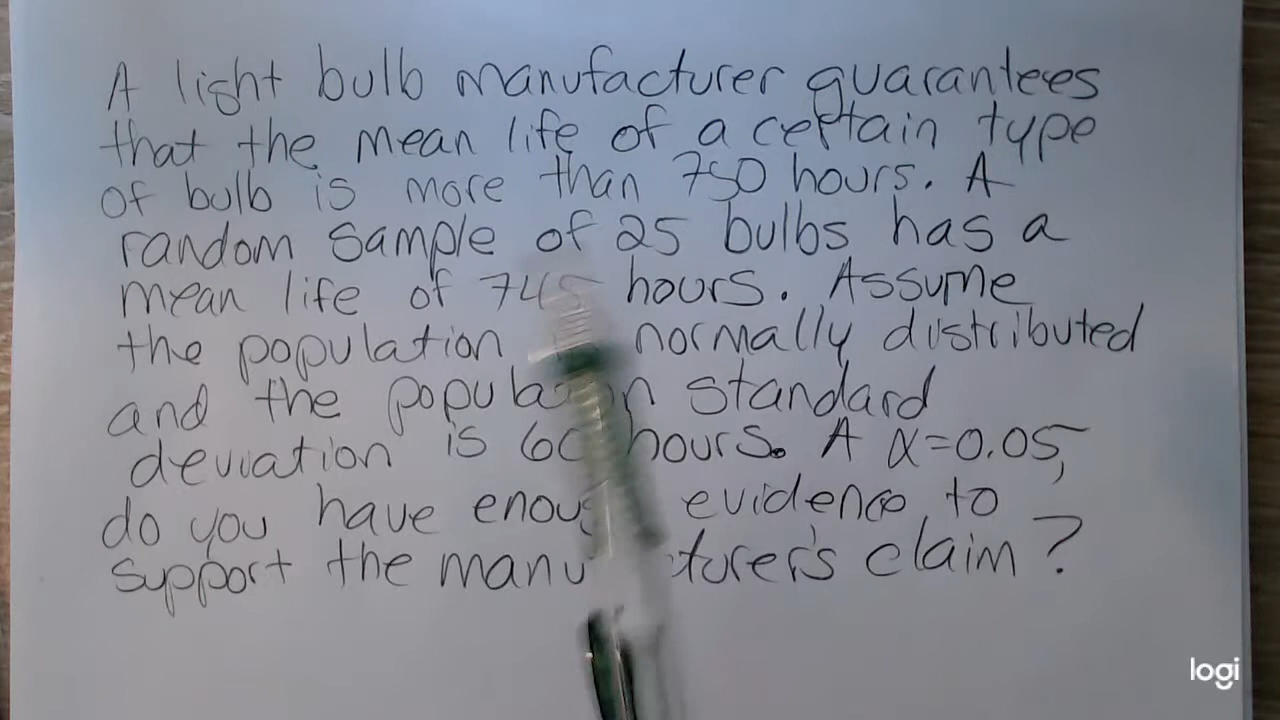 A light bulb manufacturer guarantees
that the mean life of a certain type
of bulb is more than 750 hours. A
random sample of 25 bulbs has a
mean life of 745 hours. Assume
the population normally distributed
and the standard
deviation is 60 hours. A α=0.05,
do you have evidence to
support the claim?
logi